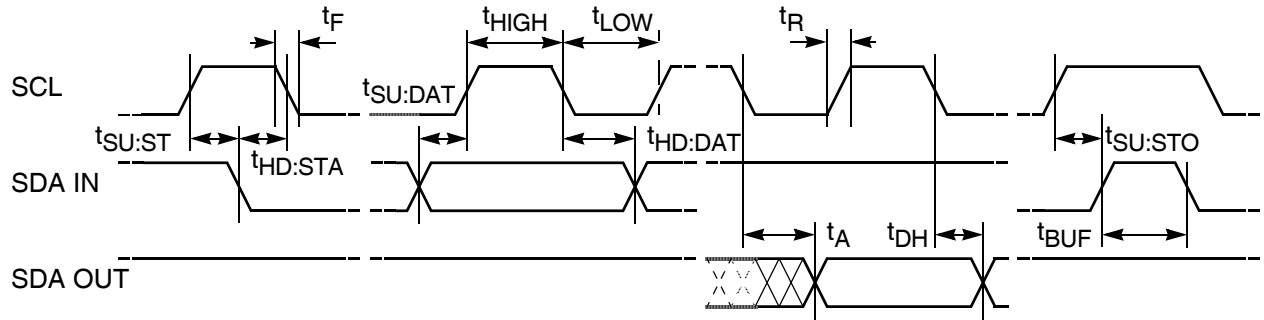 tF tHIGH tLOW tR
SCL
tSU:DAT
tSU:ST tHD:STA tHD:DAT tSU:STO
SDA IN
tA tDH tBUF
SDA OUT